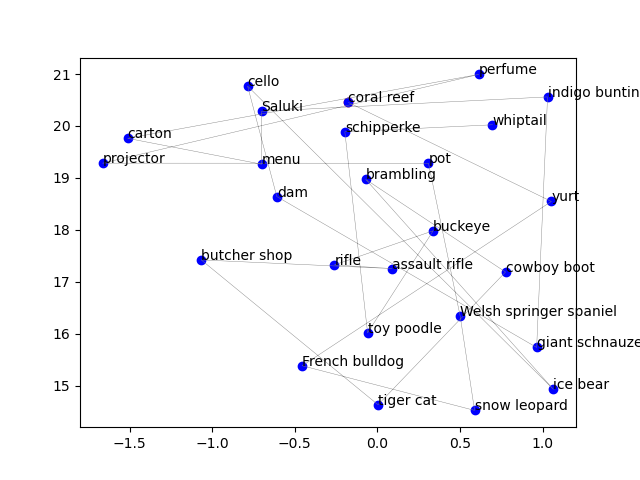 21
20
19
18
17
16
15
−1.5
−1.0
−0.5
0.0
0.5
1.0
perfume
cello
indigo buntin
coral reef
Saluki
whiptail
schipperke
carton
projector
menu
pot
brambling
dam
yurt
buckeye
butcher shop
rifle
assault rifle
cowboy boot
Welsh springer spaniel
toy poodle
giant schnauze
French bulldog
ice bear
tiger cat
snow leopard